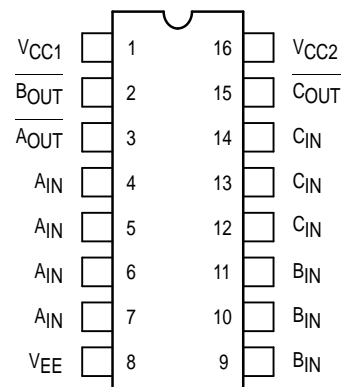 VCC1 1 16 VCC2
BOUT 2 15 COUT
AOUT 3 14 CIN
AIN 4 13 CIN
AIN 5 12 CIN
AIN 6 11 BIN
AIN 7 10 BIN
VEE 8 9 BIN